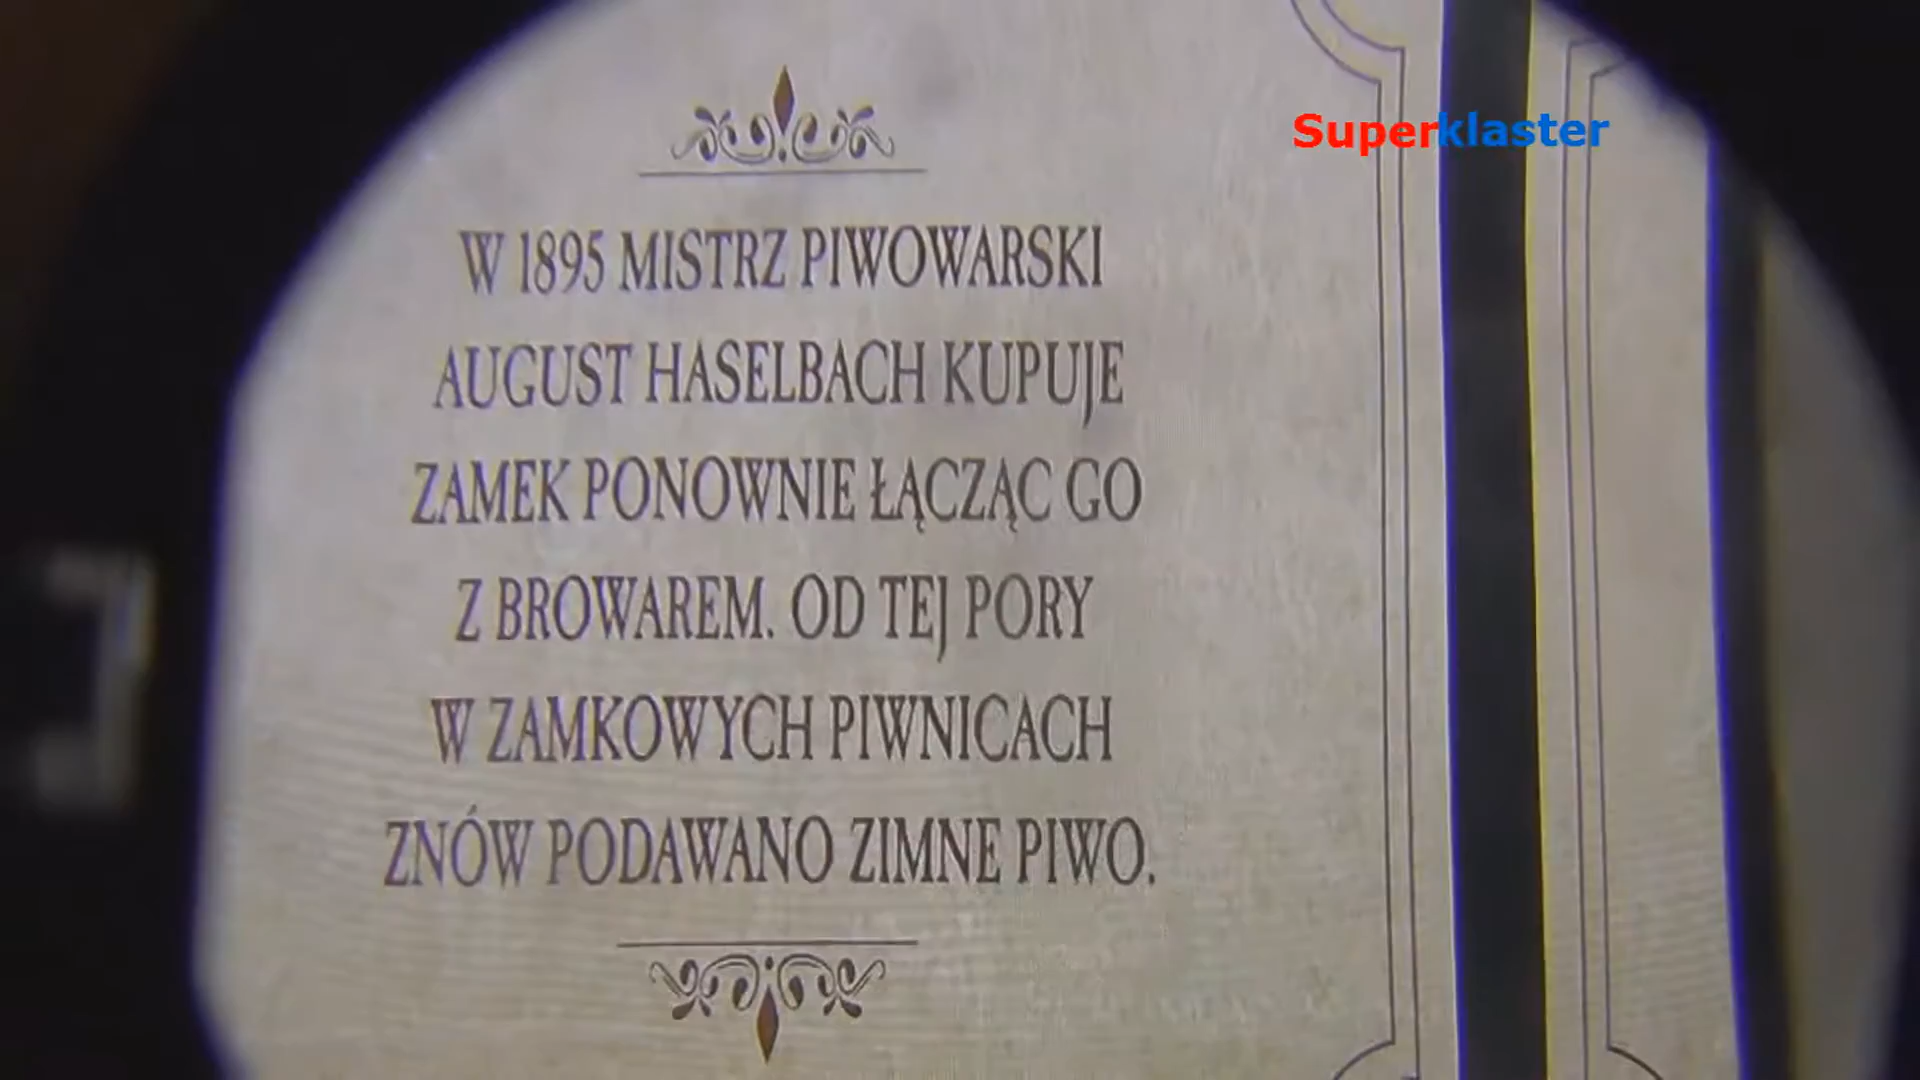 Superklaster
W 1895 MISTRZ PIWOWARSKI
AUGUST HASELBACH KUPUJE
ZAMEK PONOWNIE ŁĄCZĄC GO
Z BROWAREM. OD TEJ PORY
W ZAMKOWYCH PIWNICACH
ZNÓW PODAWANO ZIMNE PIWO.